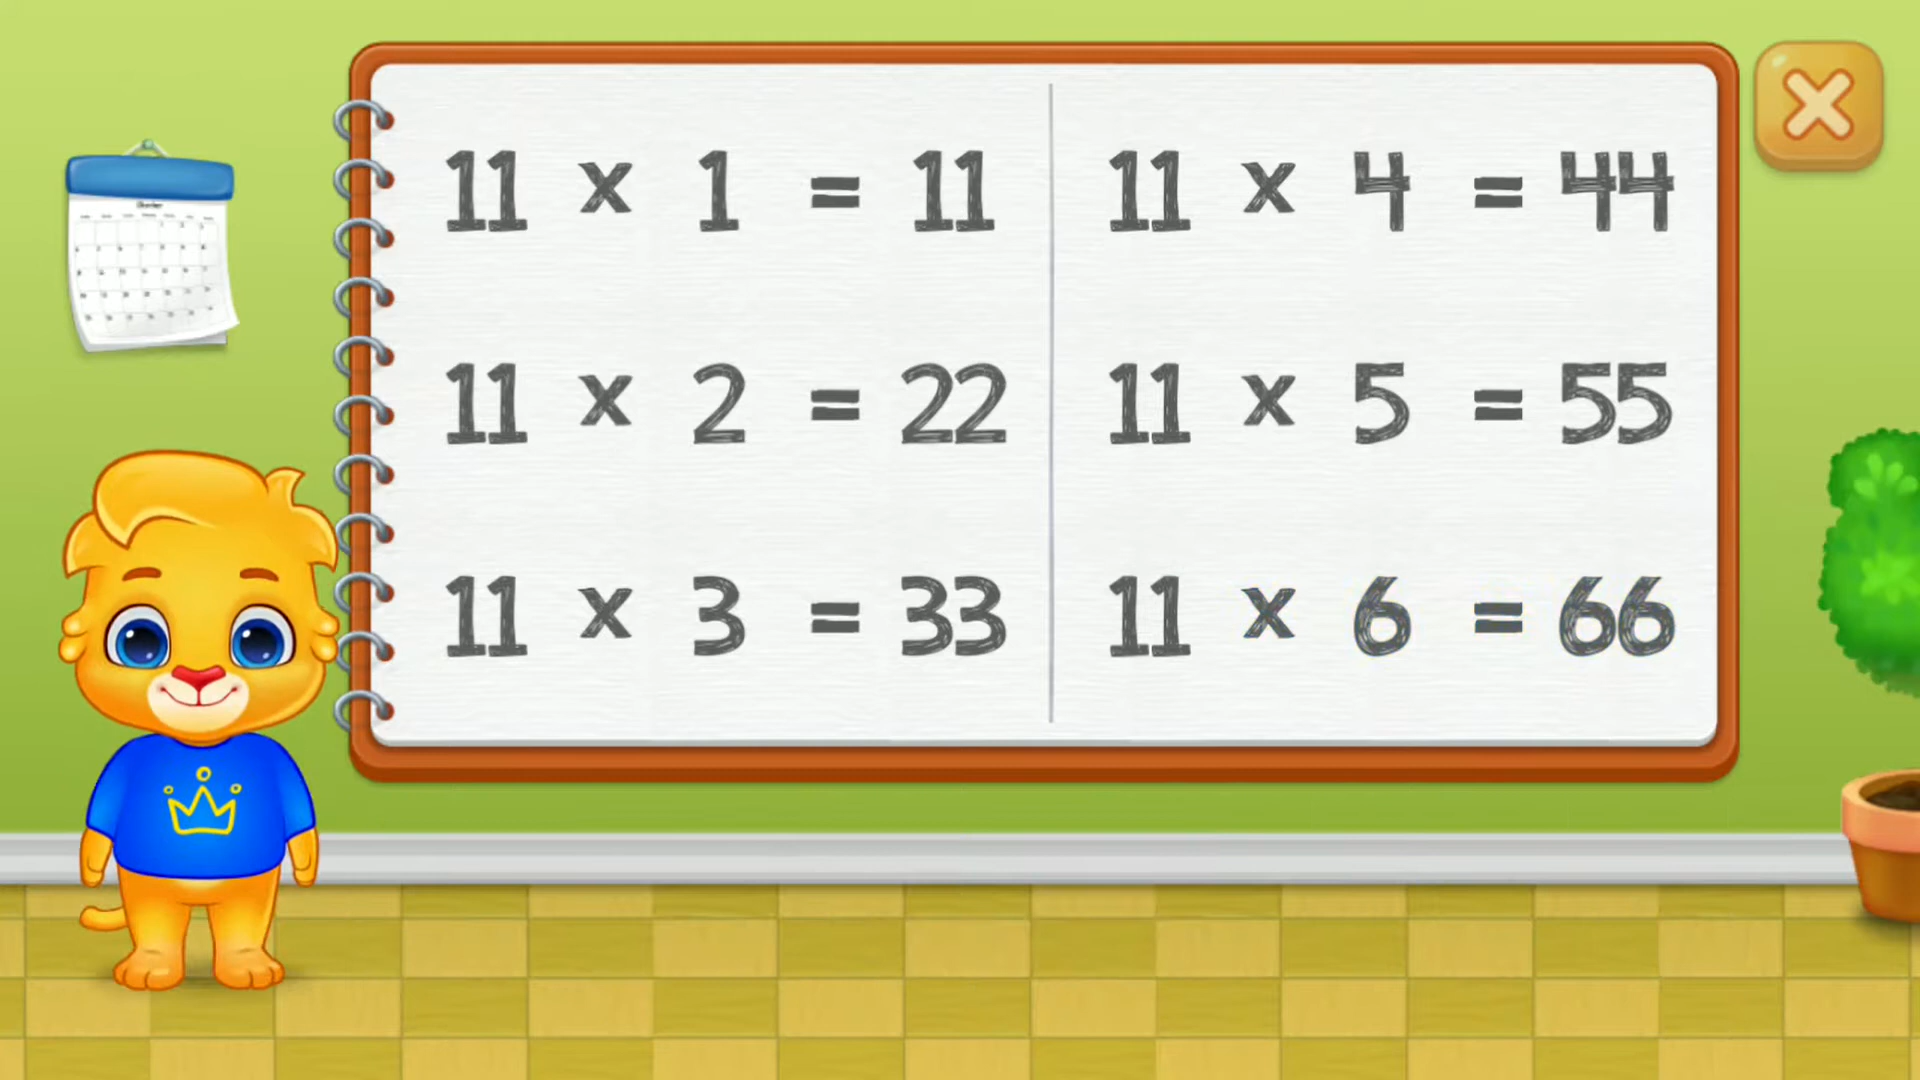 11 × 1 = 11
11 × 2 = 22
11 × 3 = 33
11 × 4 = 44
11 × 5 = 55
11 × 6 = 66